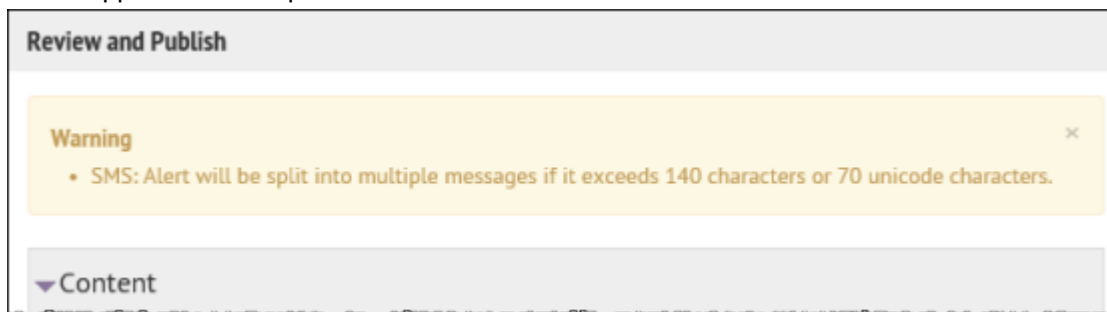 Review and Publish
Warning
×
• SMS: Alert will be split into multiple messages if it exceeds 140 characters or 70 unicode characters.
Content